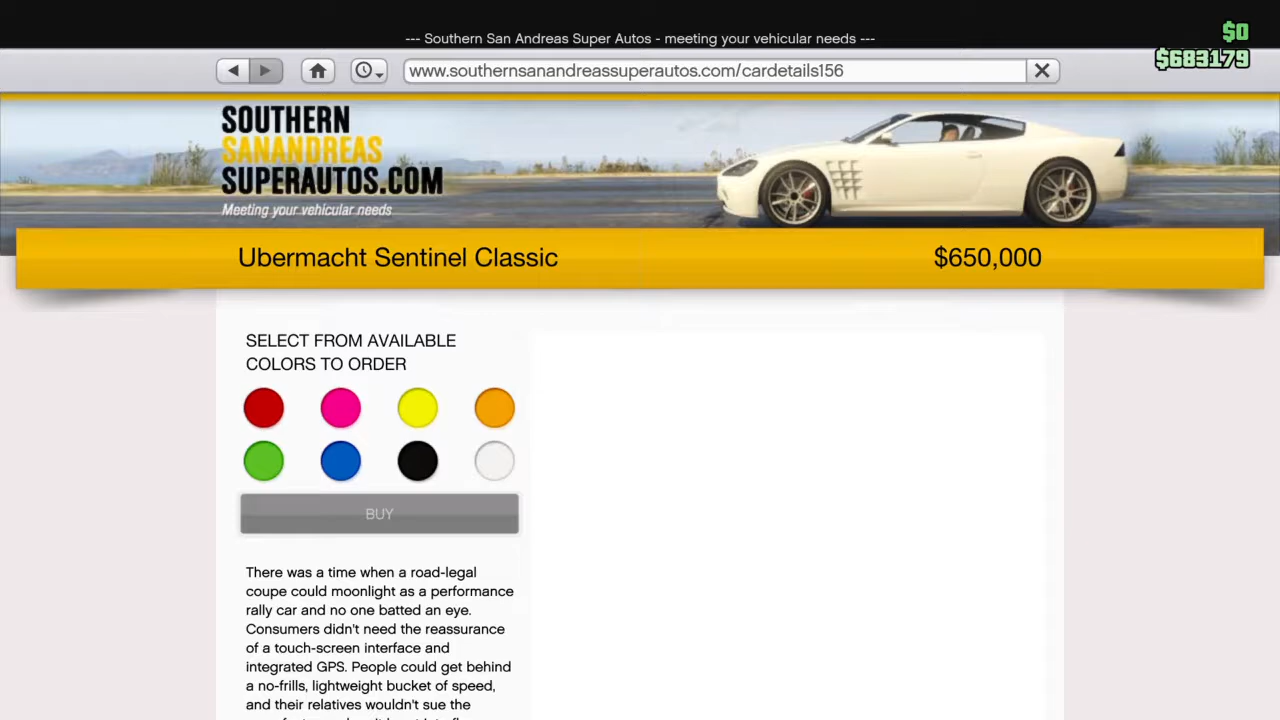 --- Southern San Andreas Super Autos - meeting your vehicular needs ---
$0
$683179
www.southernsanandreassuperautos.com/cardetails156
SOUTHERN
SANANDREAS
SUPERAUTOS.COM
Meeting your vehicular needs
Ubermacht Sentinel Classic
$650,000
SELECT FROM AVAILABLE
COLORS TO ORDER
BUY
There was a time when a road-legal
coupe could moonlight as a performance
rally car and no one batted an eye.
Consumers didn't need the reassurance
of a touch-screen interface and
integrated GPS. People could get behind
a no-frills, lightweight bucket of speed,
and their relatives wouldn't sue the